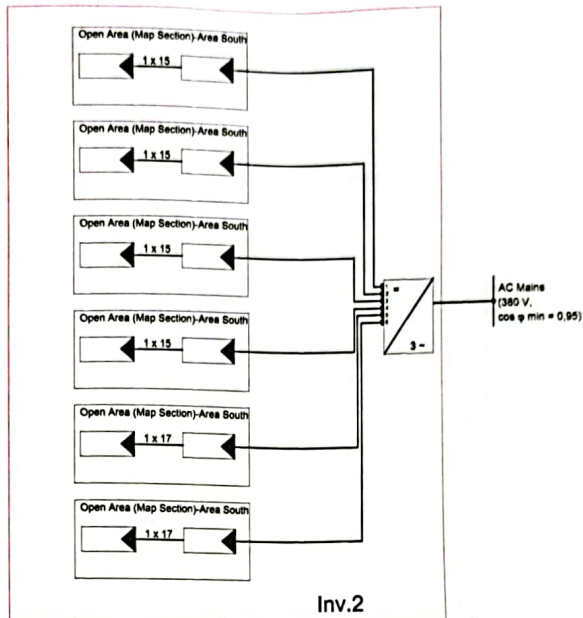 Open Area (Map Section)-Area South
1 x 15
Open Area (Map Section)-Area South
1 x 15
Open Area (Map Section)-Area South
1 x 15
Open Area (Map Section)-Area South
1 x 15
Open Area (Map Section)-Area South
1 x 17
Open Area (Map Section)-Area South
1 x 17
=
3 ~
AC Mains
(380 V,
cos φ min = 0,95)
Inv.2